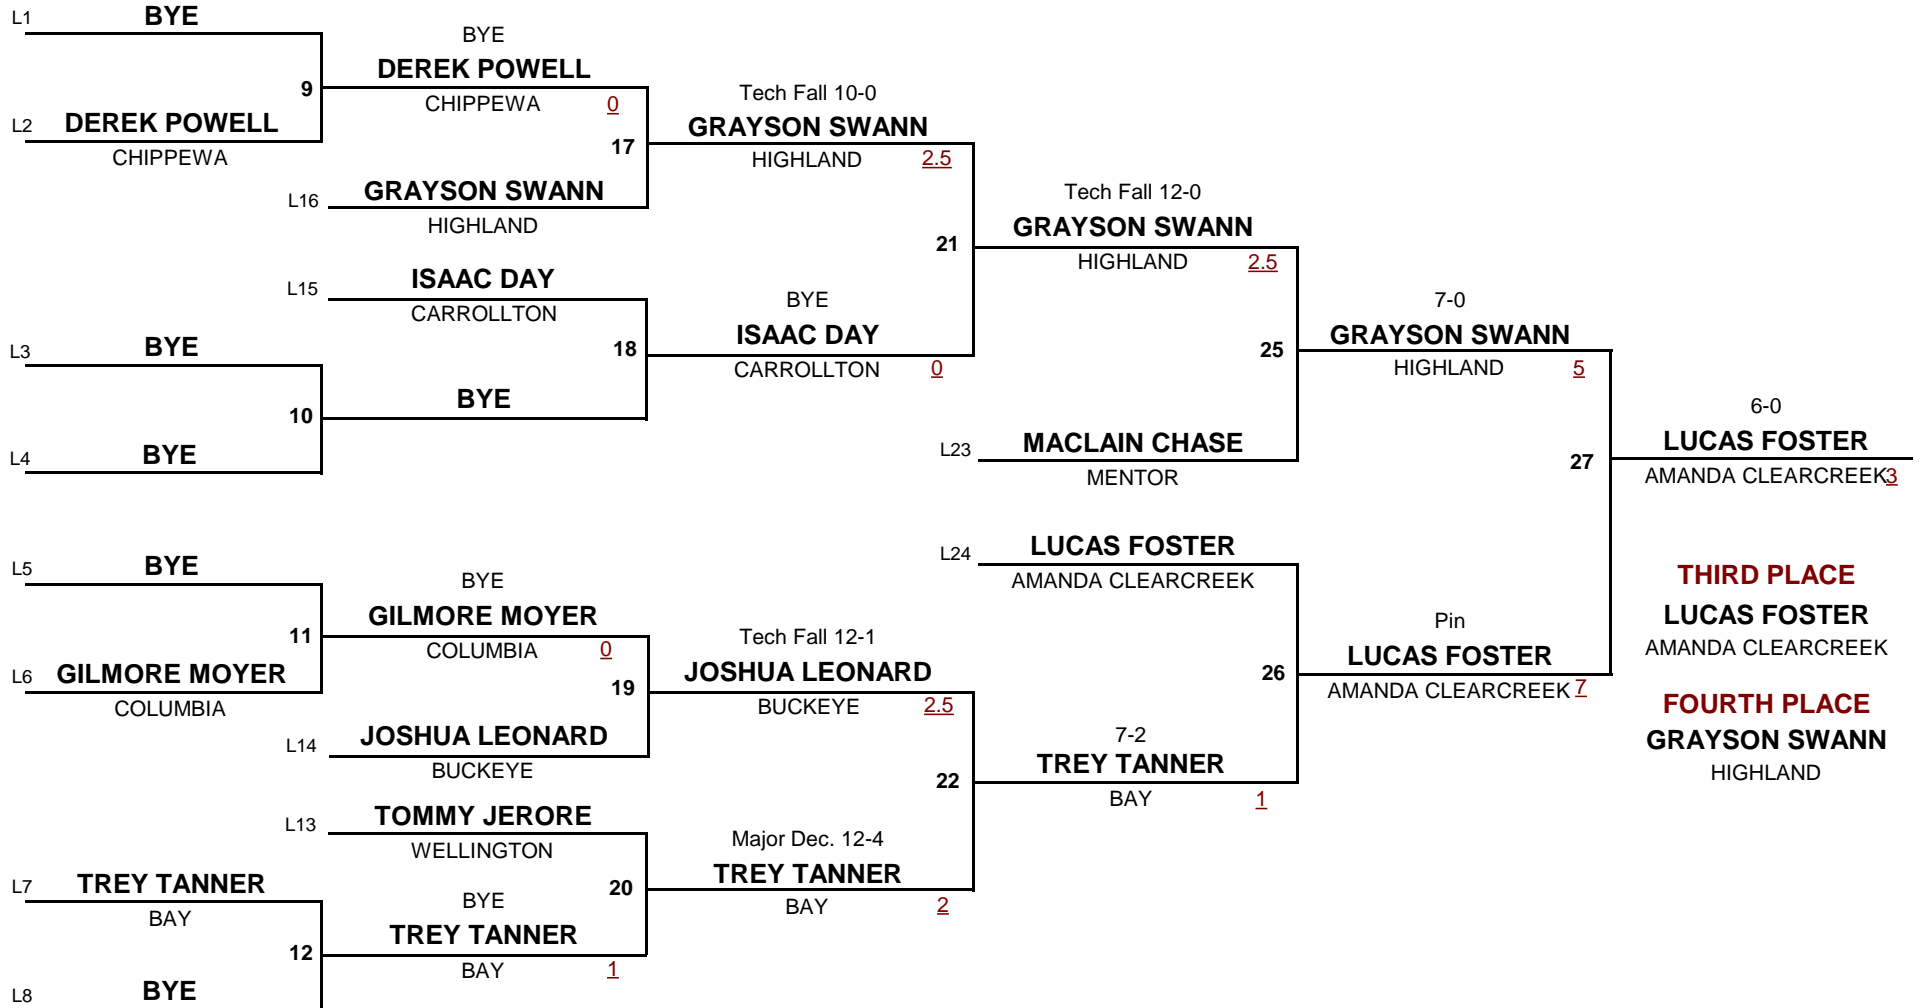 L1 BYE
9
L2 DEREK POWELL
CHIPPEWA
BYE
DEREK POWELL
CHIPPEWA 0
17
L16 GRAYSON SWANN
HIGHLAND
Tech Fall 10-0
GRAYSON SWANN
HIGHLAND 2.5
21
L15 ISAAC DAY
CARROLLTON
18
L3 BYE
10
BYE
L4 BYE
BYE
ISAAC DAY
CARROLLTON 0
Tech Fall 12-0
GRAYSON SWANN
HIGHLAND 2.5
25
L23 MACLAIN CHASE
MENTOR
7-0
GRAYSON SWANN
HIGHLAND 5
27
6-0
LUCAS FOSTER
AMANDA CLEARCREEK 3
L5 BYE
11
L6 GILMORE MOYER
COLUMBIA
BYE
GILMORE MOYER
COLUMBIA 0
19
L14 JOSHUA LEONARD
BUCKEYE
Tech Fall 12-1
JOSHUA LEONARD
BUCKEYE 2.5
22
L13 TOMMY JERORE
WELLINGTON
20
L7 TREY TANNER
BAY
12
L8 BYE
BYE
TREY TANNER
BAY 1
Major Dec. 12-4
TREY TANNER
BAY 2
L24 LUCAS FOSTER
AMANDA CLEARCREEK
26
7-2
TREY TANNER
BAY 1
Pin
LUCAS FOSTER
AMANDA CLEARCREEK 7
THIRD PLACE
LUCAS FOSTER
AMANDA CLEARCREEK
FOURTH PLACE
GRAYSON SWANN
HIGHLAND